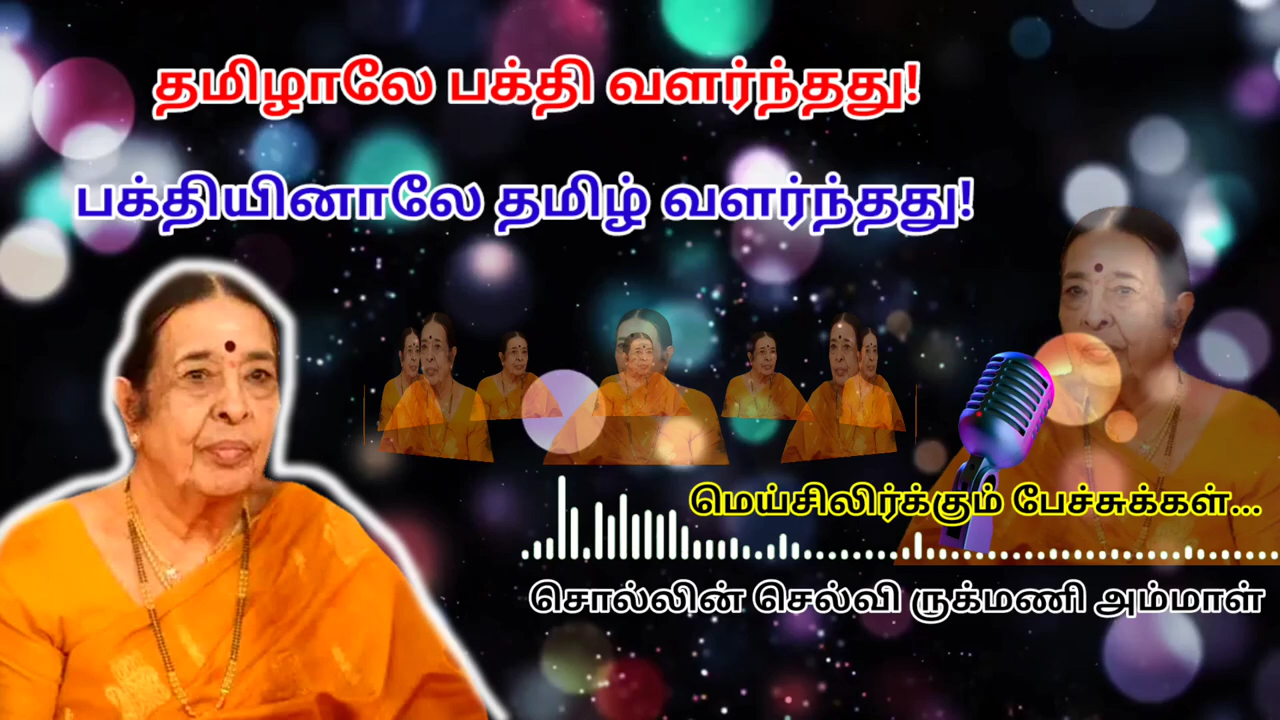 தமிழாலே பக்தி வளர்ந்தது!
பக்தியினாலே தமிழ் வளர்ந்தது!
மெய்சிலிர்க்கும் பேச்சுக்கள்...
சொல்லின் செல்வி ருக்மணி அம்மாள்